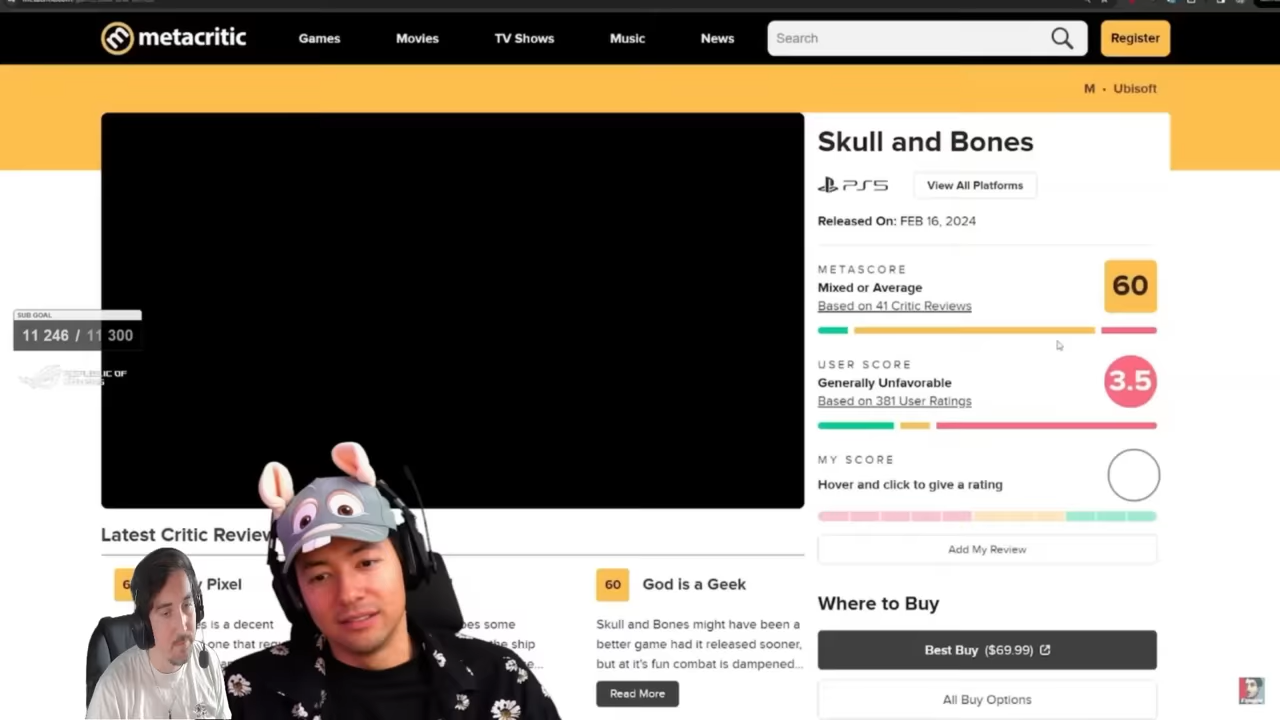 metacritic
Games
Movies
TV Shows
Music
News
Search
Register
M · Ubisoft
Skull and Bones
PS5
View All Platforms
Released On: FEB 16, 2024
METASCORE
Mixed or Average
Based on 41 Critic Reviews
60
SUB GOAL
11 246 / 11 300
REPUBLIC OF
USER SCORE
Generally Unfavorable
Based on 381 User Ratings
3.5
MY SCORE
Hover and click to give a rating
Add My Review
Latest Critic
Pixel
is a decent
one that
some
the ship
60
God is a Geek
Skull and Bones might have been a
better game had it released sooner,
but at it's fun combat is dampened...
Read More
Where to Buy
Best Buy ($69.99)
All Buy Options